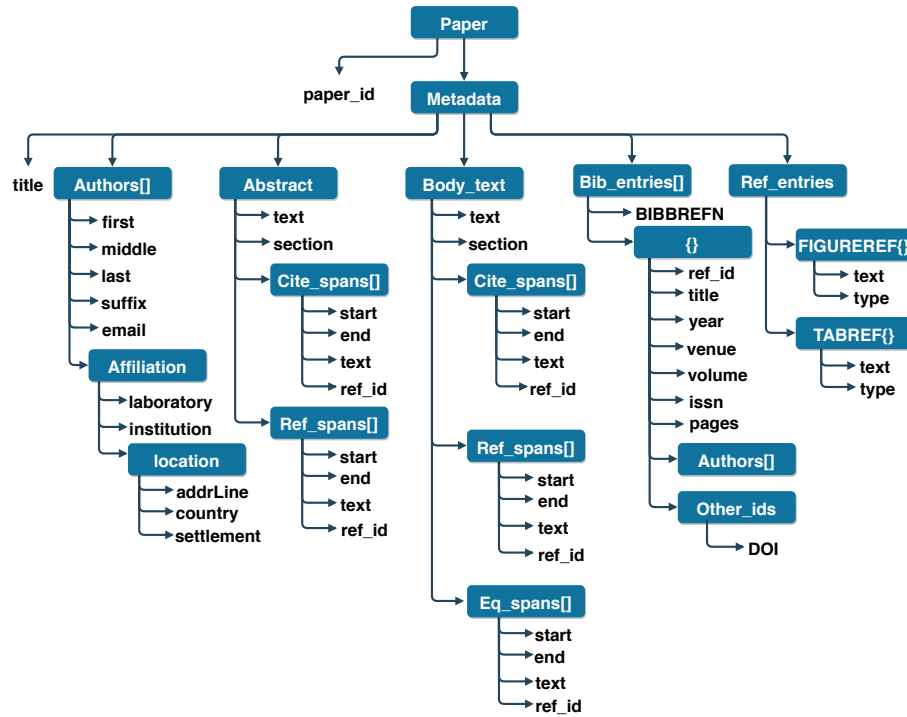 Paper
paper_id
Metadata
title
Authors[]
first
middle
last
suffix
email
Affiliation
laboratory
institution
location
addrLine
country
settlement
Abstract
text
section
Cite_spans[]
start
end
text
ref_id
Ref_spans[]
start
end
text
ref_id
Body_text
text
section
Cite_spans[]
start
end
text
ref_id
Ref_spans[]
start
end
text
ref_id
Eq_spans[]
start
end
text
ref_id
Bib_entries[]
BIBBREFN
{}
ref_id
title
year
venue
volume
issn
pages
Authors[]
Other_ids
DOI
Ref_entries
FIGUREREF{}
text
type
TABREF{}
text
type